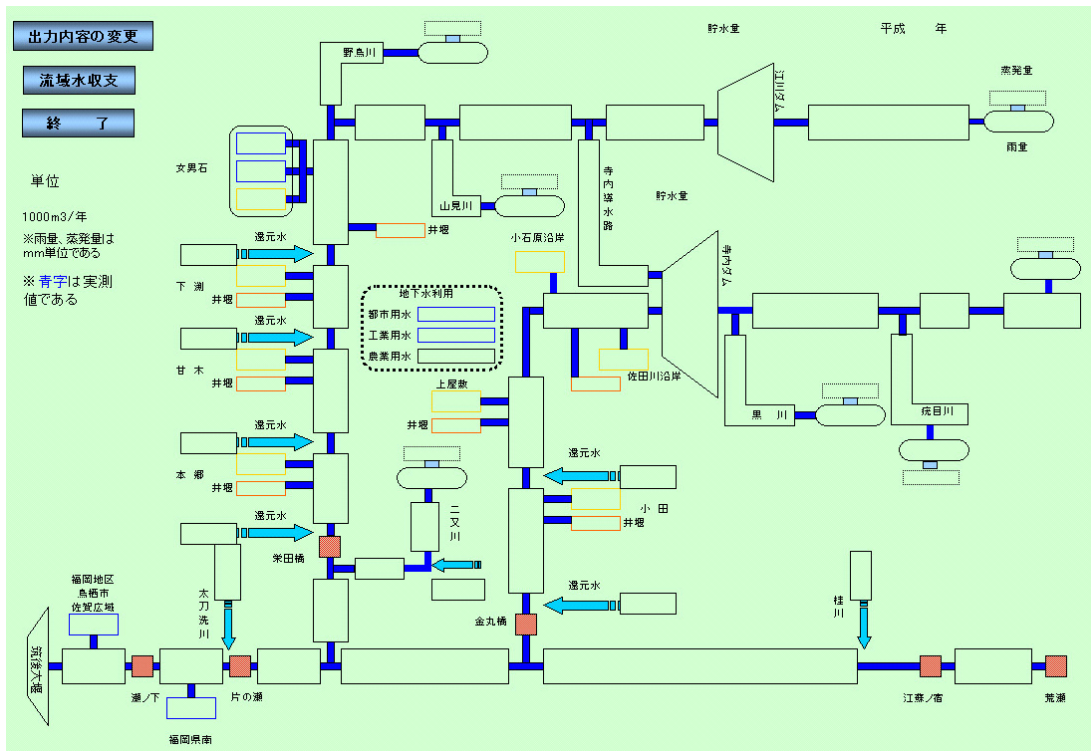 出力内容の変更
流域水収支
終 了
貯水量
平成 年
野鳥川
江川ダム
蒸発量
雨量
女男石
単位
1000m3/年
※雨量、蒸発量は
mm単位である
※ 青字は実測
値である
山見川
寺内導水路
貯水量
井堰
小石原沿岸
還元水
下渕
井堰
地下水利用
都市用水
工業用水
農業用水
寺内ダム
還元水
甘木
井堰
佐田川沿岸
上屋敷
井堰
黒川
疣目川
還元水
本郷
井堰
還元水
小田
井堰
二又川
還元水
栄田橋
福岡地区
鳥栖市
佐賀広域
太刀洗川
還元水
金丸橋
桂川
筑後大堰
瀬ノ下
片の瀬
江蘇ノ宿
荒瀬
福岡県南